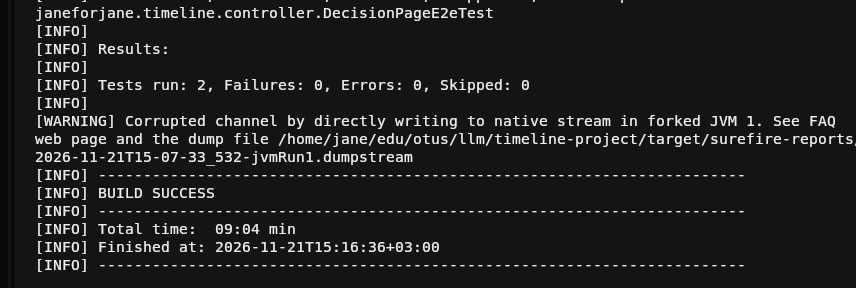 janeforjane.timeline.controller.DecisionPageE2eTest
[INFO]
[INFO] Results:
[INFO]
[INFO] Tests run: 2, Failures: 0, Errors: 0, Skipped: 0
[INFO]
[WARNING] Corrupted channel by directly writing to native stream in forked JVM 1. See FAQ
web page and the dump file /home/jane/edu/otus/llm/timeline-project/target/surefire-reports/
2026-11-21T15-07-33_532-jvmRun1.dumpstream
[INFO] ------------------------------------------------------------------------
[INFO] BUILD SUCCESS
[INFO] ------------------------------------------------------------------------
[INFO] Total time:  09:04 min
[INFO] Finished at: 2026-11-21T15:16:36+03:00
[INFO] ------------------------------------------------------------------------